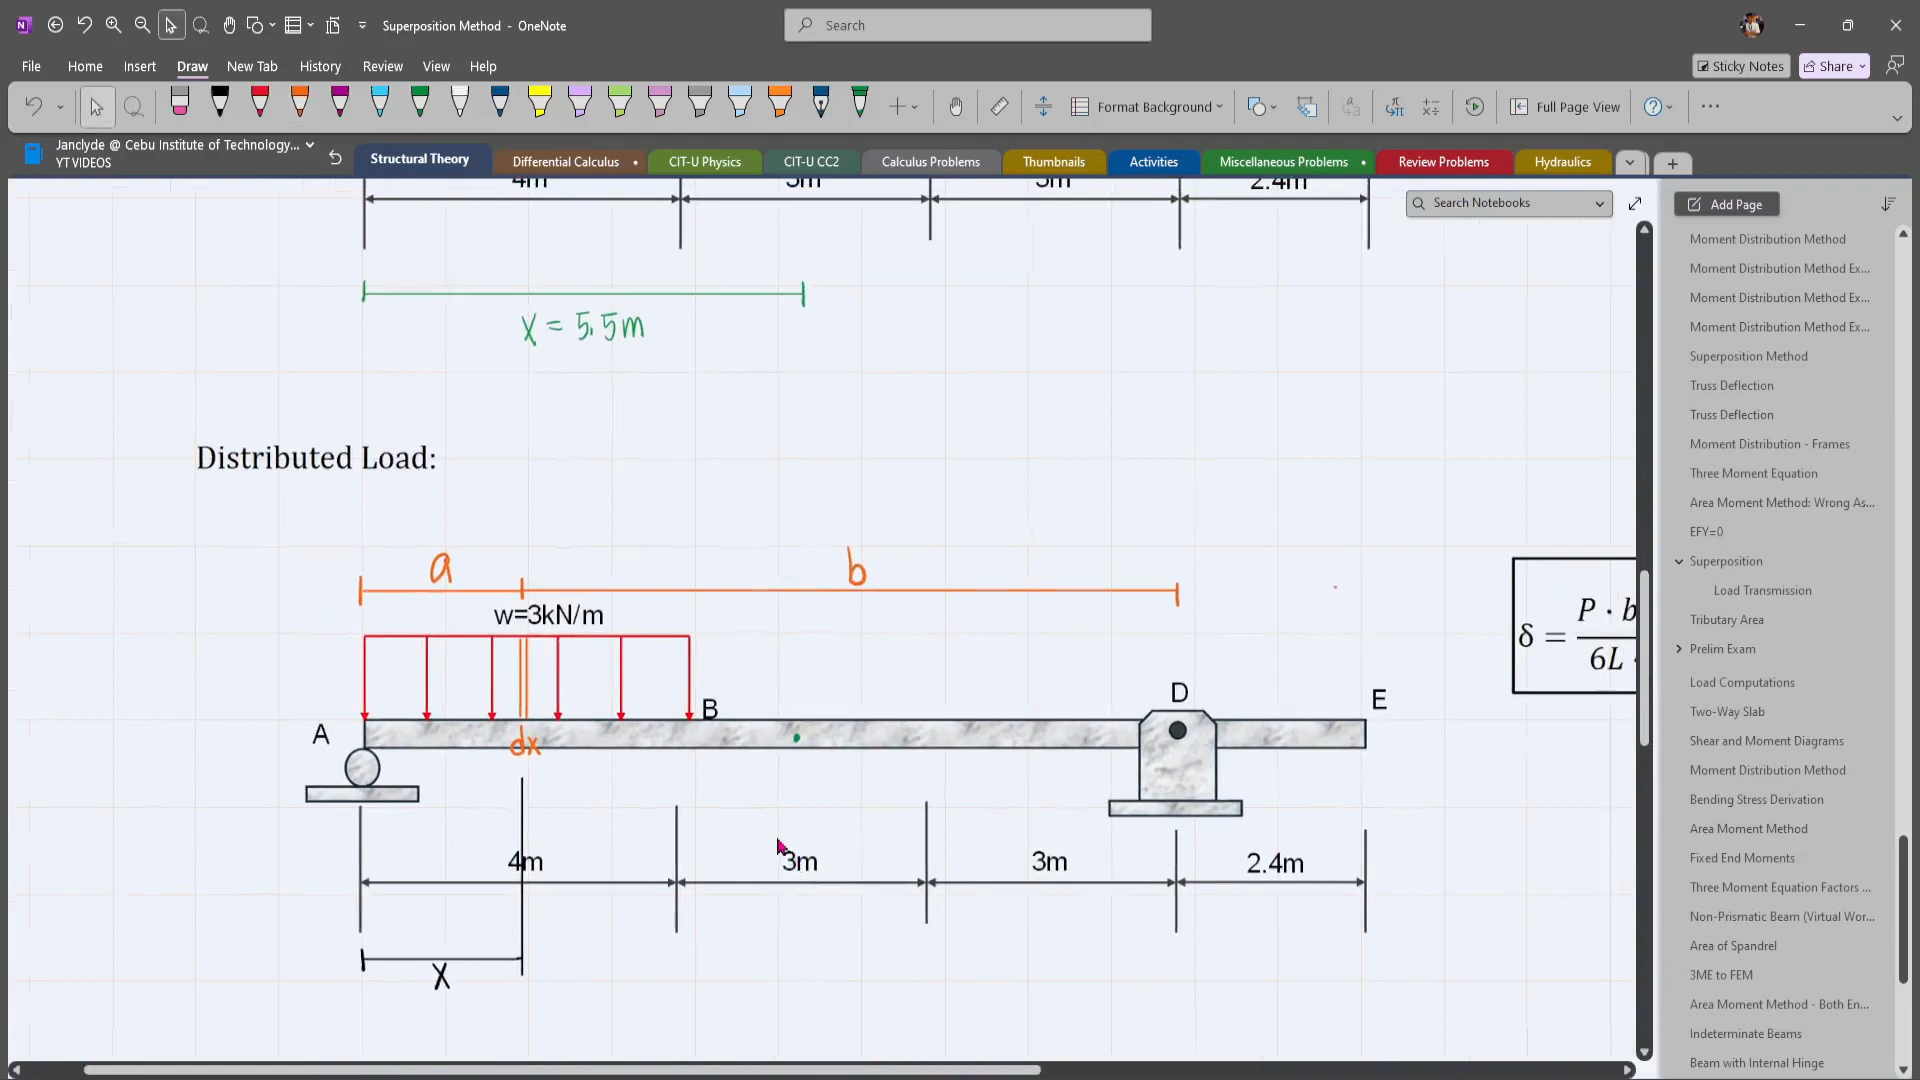 Superposition Method - OneNote
Search
File Home Insert Draw New Tab History Review View Help
Sticky Notes Share
Format Background Full Page View
Janclyde @ Cebu Institute of Technology...
YT VIDEOS
Structural Theory Differential Calculus CIT-U Physics CIT-U CC2 Calculus Problems Thumbnails Activities Miscellaneous Problems Review Problems Hydraulics
Search Notebooks
Add Page
4m 3m 3m 2.4m
x = 5.5m
Distributed Load:
a b
w=3kN/m
δ = P · b
6L ·
A B D E
dx
4m 3m 3m 2.4m
x
Moment Distribution Method
Moment Distribution Method Ex...
Moment Distribution Method Ex...
Moment Distribution Method Ex...
Superposition Method
Truss Deflection
Truss Deflection
Moment Distribution - Frames
Three Moment Equation
Area Moment Method: Wrong As...
EFY=0
Superposition
Load Transmission
Tributary Area
Prelim Exam
Load Computations
Two-Way Slab
Shear and Moment Diagrams
Moment Distribution Method
Bending Stress Derivation
Area Moment Method
Fixed End Moments
Three Moment Equation Factors ...
Non-Prismatic Beam (Virtual Wor...
Area of Spandrel
3ME to FEM
Area Moment Method - Both En...
Indeterminate Beams
Beam with Internal Hinge